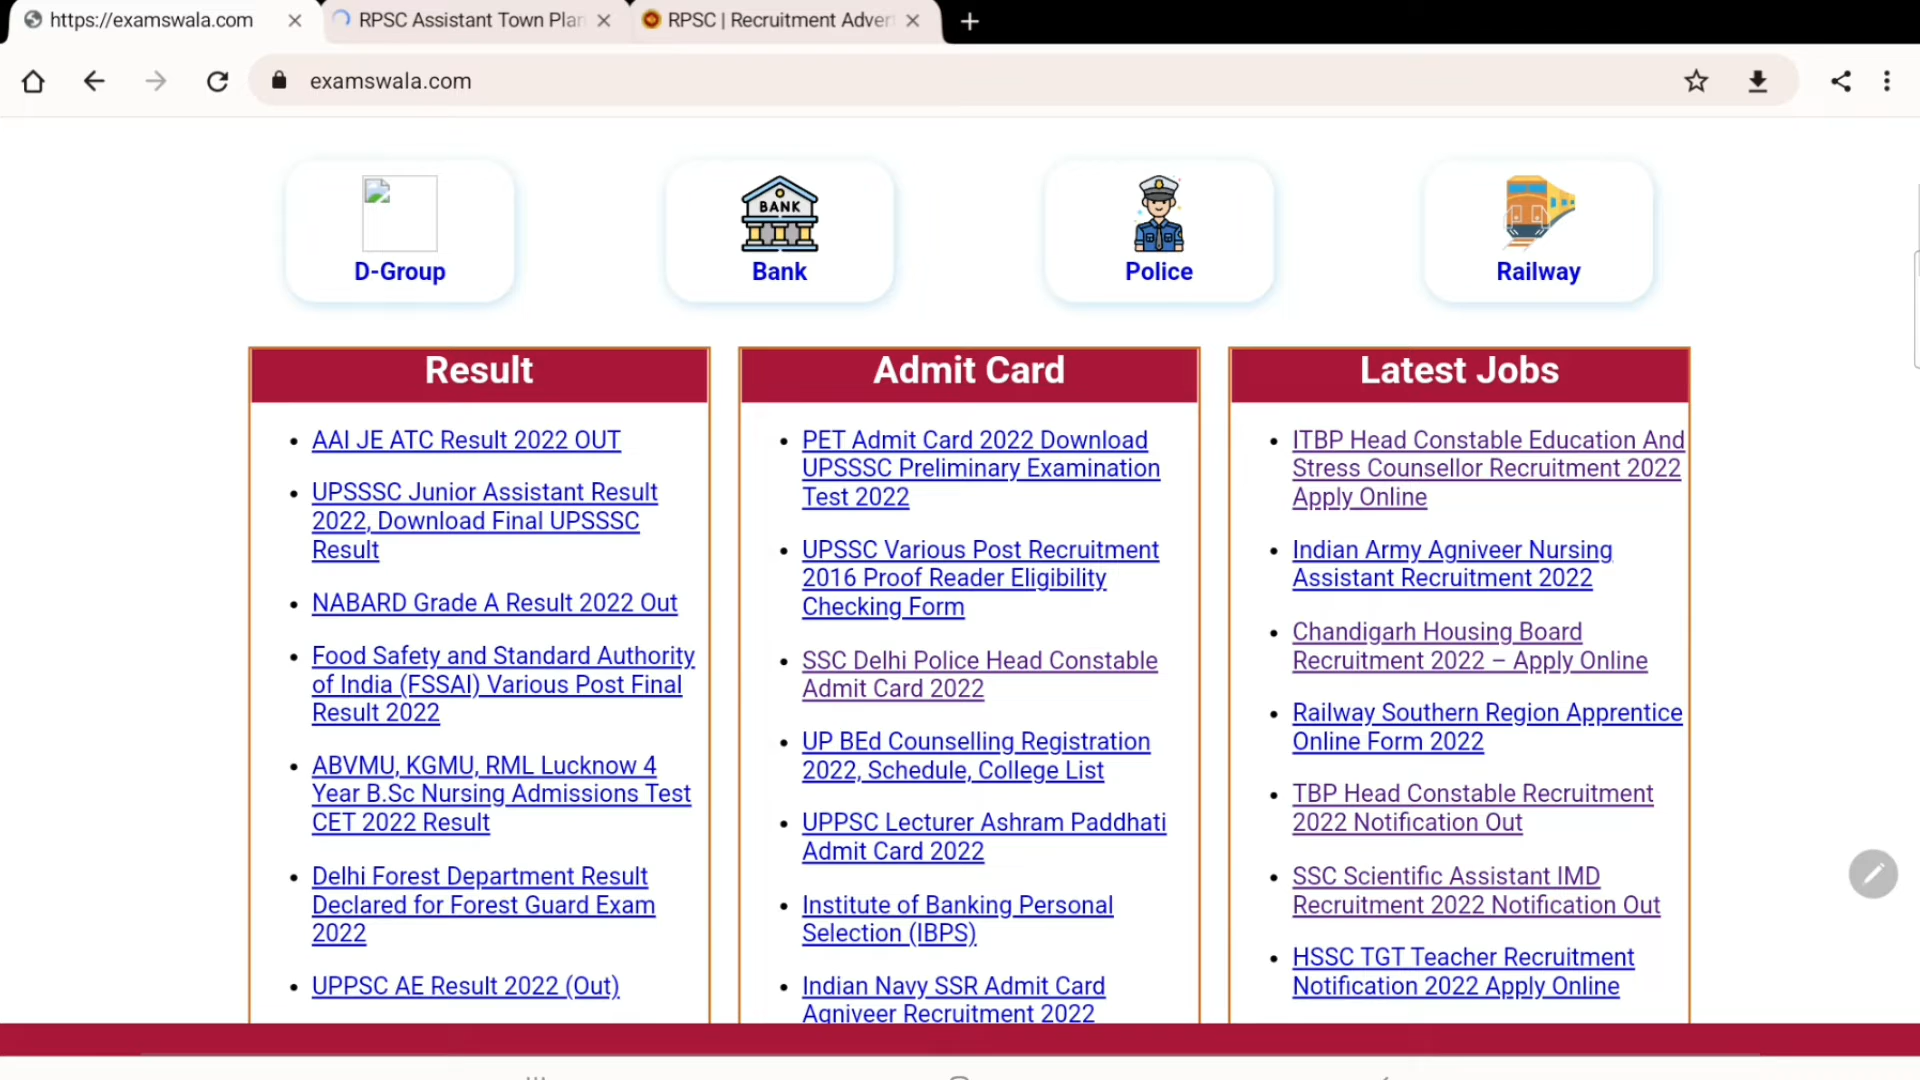 https://examswala.com
RPSC Assistant Town Plan
RPSC | Recruitment Adver
examswala.com
BANK
D-Group
Bank
Police
Railway
Result
AAI JE ATC Result 2022 OUT
UPSSSC Junior Assistant Result
2022, Download Final UPSSSC
Result
NABARD Grade A Result 2022 Out
Food Safety and Standard Authority
of India (FSSAI) Various Post Final
Result 2022
ABVMU, KGMU, RML Lucknow 4
Year B.Sc Nursing Admissions Test
CET 2022 Result
Delhi Forest Department Result
Declared for Forest Guard Exam
2022
UPPSC AE Result 2022 (Out)
Admit Card
PET Admit Card 2022 Download
UPSSSC Preliminary Examination
Test 2022
UPSSC Various Post Recruitment
2016 Proof Reader Eligibility
Checking Form
SSC Delhi Police Head Constable
Admit Card 2022
UP BEd Counselling Registration
2022, Schedule, College List
UPPSC Lecturer Ashram Paddhati
Admit Card 2022
Institute of Banking Personal
Selection (IBPS)
Indian Navy SSR Admit Card
Agniveer Recruitment 2022
Latest Jobs
ITBP Head Constable Education And
Stress Counsellor Recruitment 2022
Apply Online
Indian Army Agniveer Nursing
Assistant Recruitment 2022
Chandigarh Housing Board
Recruitment 2022 – Apply Online
Railway Southern Region Apprentice
Online Form 2022
TBP Head Constable Recruitment
2022 Notification Out
SSC Scientific Assistant IMD
Recruitment 2022 Notification Out
HSSC TGT Teacher Recruitment
Notification 2022 Apply Online